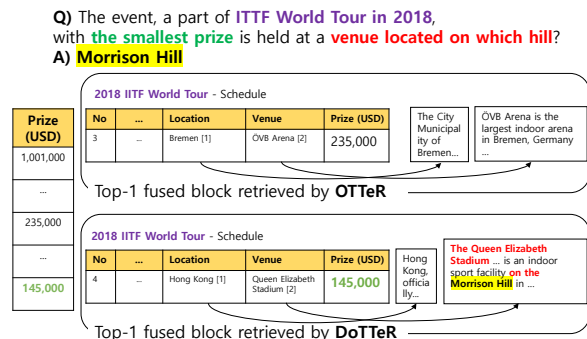 Q) The event, a part of ITTF World Tour in 2018,
with the smallest prize is held at a venue located on which hill?
A) Morrison Hill
Prize
(USD)
1,001,000
...
235,000
...
145,000
2018 IITF World Tour - Schedule
No ... Location Venue Prize (USD)
3 ... Bremen [1] ÖVB Arena [2] 235,000
The City
Municipal
ity of
Bremen...
ÖVB Arena is the
largest indoor arena
in Bremen, Germany
...
Top-1 fused block retrieved by OTTeR
2018 IITF World Tour - Schedule
No ... Location Venue Prize (USD)
4 ... Hong Kong [1] Queen Elizabeth
Stadium [2] 145,000
Hong
Kong,
officia
lly...
The Queen Elizabeth
Stadium ... is an indoor
sport facility on the
Morrison Hill in ...
Top-1 fused block retrieved by DoTTeR